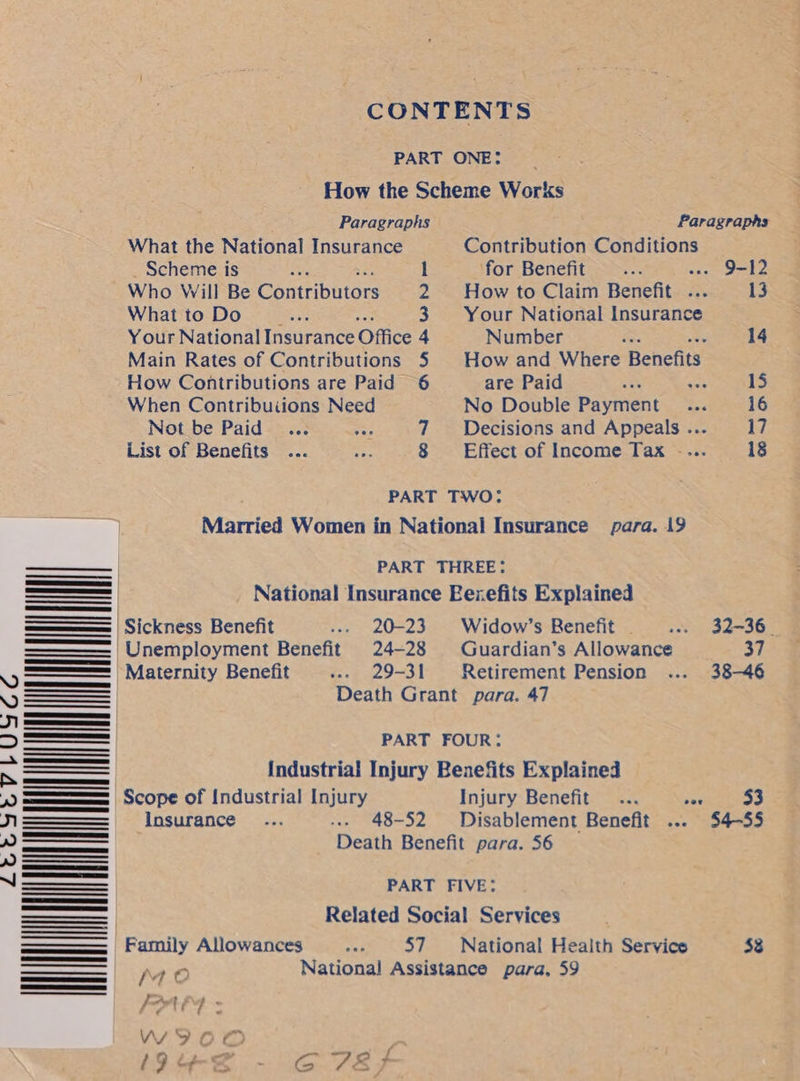 CONTENTS
PART ONE:
How the Scheme Works
Paragraphs
What the National Insurance
Scheme is ... ... 1
Who Will Be Contributors 2
What to Do ... ... 3
Your National Insurance Office 4
Main Rates of Contributions 5
How Contributions are Paid 6
When Contributions Need
Not be Paid ... ... 7
List of Benefits ... ... 8
Paragraphs
Contribution Conditions
for Benefit ... ... 9-12
How to Claim Benefit ... 13
Your National Insurance
Number ... ... 14
How and Where Benefits
are Paid ... ... 15
No Double Payment ... 16
Decisions and Appeals ... 17
Effect of Income Tax ... 18
PART TWO:
Married Women in National Insurance para. 19
PART THREE:
National Insurance Benefits Explained
Sickness Benefit ... 20-23
Unemployment Benefit 24-28
Maternity Benefit ... 29-31
Widow's Benefit ... 32-36
Guardian's Allowance 37
Retirement Pension ... 38-46
Death Grant para. 47
PART FOUR:
Industrial Injury Benefits Explained
Scope of Industrial Injury
Insurance ... ... 48-52
Injury Benefit ... ... 53
Disablement Benefit ... 54-55
Death Benefit para. 56
PART FIVE:
Related Social Services
Family Allowances ... 57
National Health Service 58
National Assistance para. 59
22501435337
MO
PAM:
W900
1948 - G78f